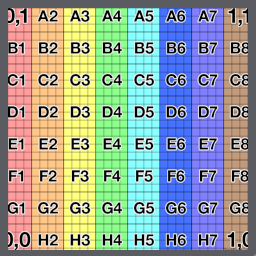 0,1 A2 A3 A4 A5 A6 A7 1,1
B1 B2 B3 B4 B5 B6 B7 B8
C1 C2 C3 C4 C5 C6 C7 C8
D1 D2 D3 D4 D5 D6 D7 D8
E1 E2 E3 E4 E5 E6 E7 E8
F1 F2 F3 F4 F5 F6 F7 F8
G1 G2 G3 G4 G5 G6 G7 G8
0,0 H2 H3 H4 H5 H6 H7 1,0